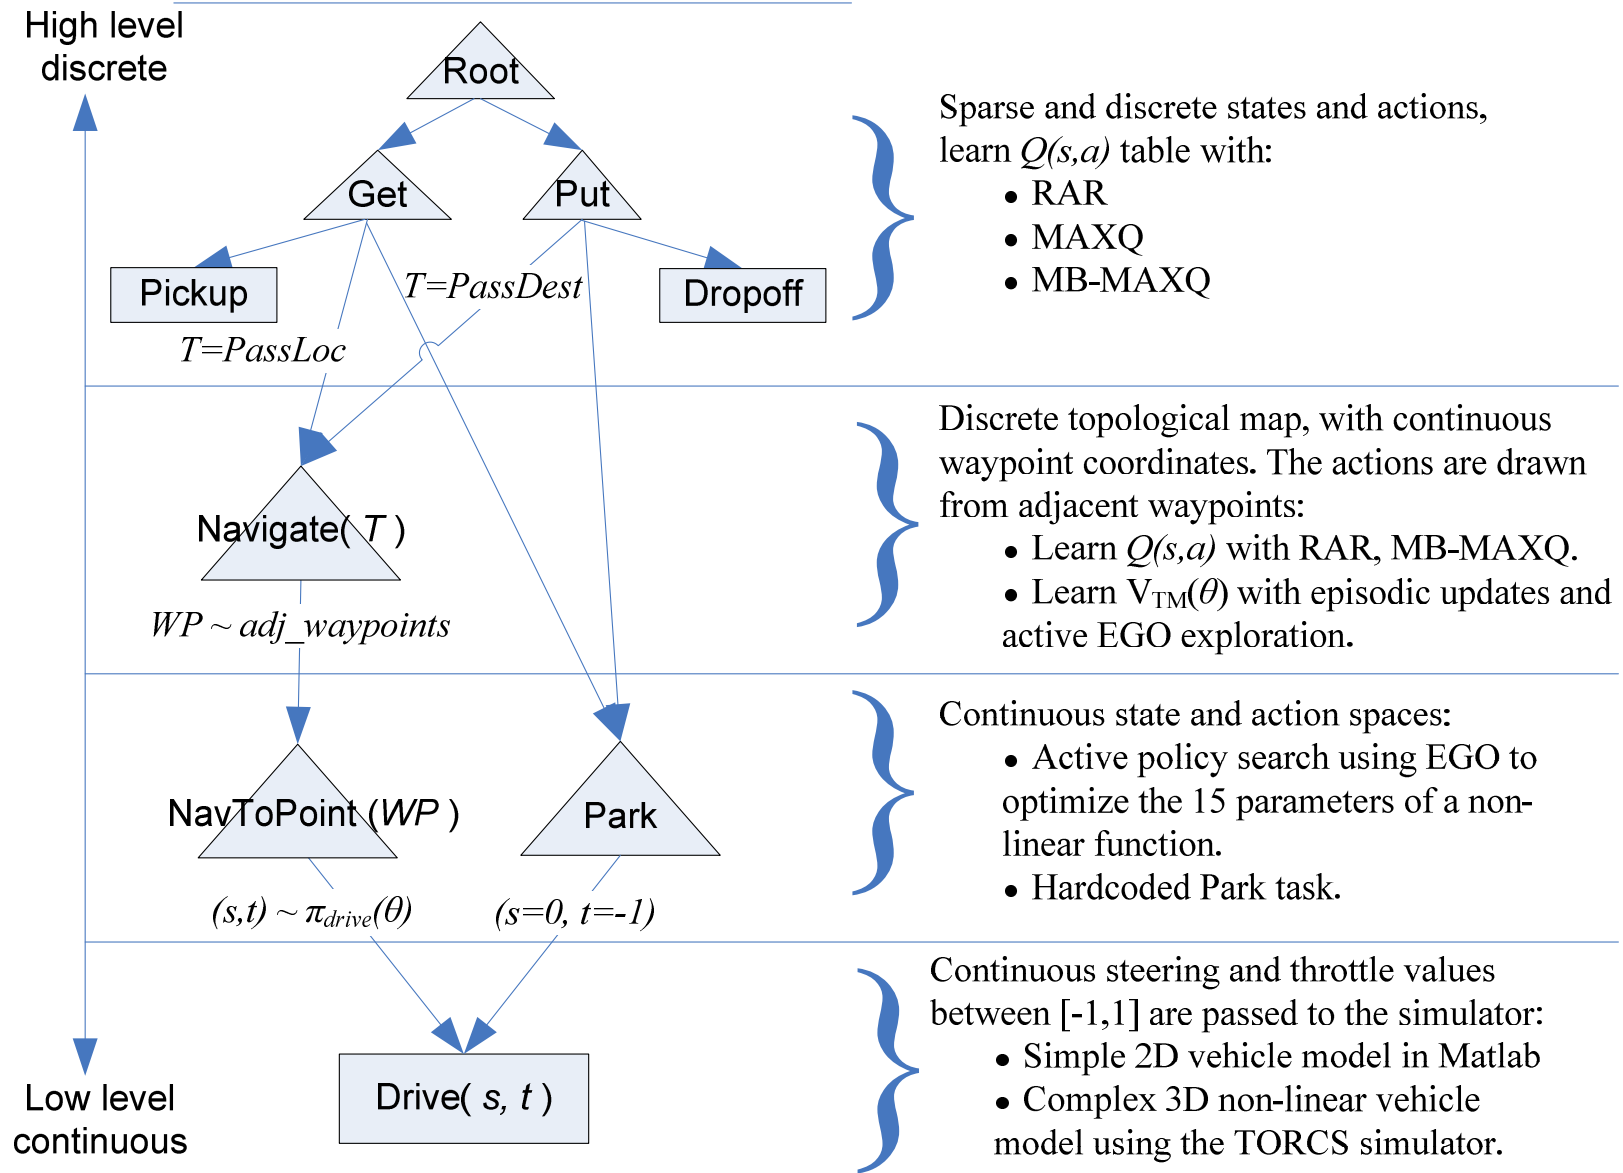 High level
discrete
Root
Get
Put
Pickup
T=PassDest
Dropoff
T=PassLoc
Sparse and discrete states and actions,
learn Q(s,a) table with:
• RAR
• MAXQ
• MB-MAXQ
Navigate( T )
WP ~ adj_waypoints
Discrete topological map, with continuous
waypoint coordinates. The actions are drawn
from adjacent waypoints:
• Learn Q(s,a) with RAR, MB-MAXQ.
• Learn V_TM(θ) with episodic updates and
active EGO exploration.
NavToPoint (WP )
Park
(s,t) ~ π_drive(θ)
(s=0, t=-1)
Continuous state and action spaces:
• Active policy search using EGO to
optimize the 15 parameters of a non-
linear function.
• Hardcoded Park task.
Drive( s, t )
Continuous steering and throttle values
between [-1,1] are passed to the simulator:
• Simple 2D vehicle model in Matlab
• Complex 3D non-linear vehicle
model using the TORCS simulator.
Low level
continuous